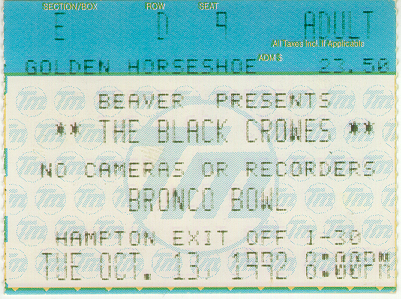 SECTION/BOX ROW SEAT
E D 9 ADULT
All Taxes Incl. If Applicable
GOLDEN HORSESHOE ADM $ 23.50
BEAVER PRESENTS
** THE BLACK CROWES **
NO CAMERAS OR RECORDERS
BRONCO BOWL
HAMPTON EXIT OFF I-30
TUE OCT. 13, 1992 8:00PM